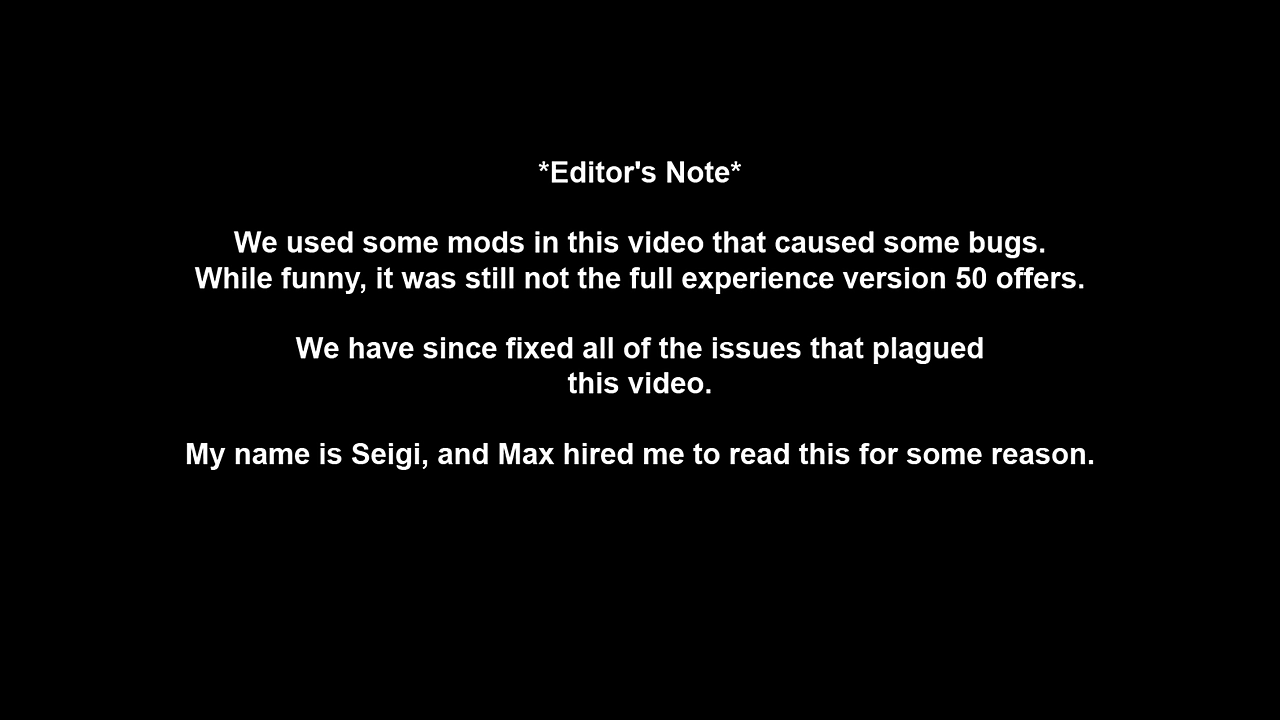 *Editor's Note*
We used some mods in this video that caused some bugs.
While funny, it was still not the full experience version 50 offers.
We have since fixed all of the issues that plagued
this video.
My name is Seigi, and Max hired me to read this for some reason.